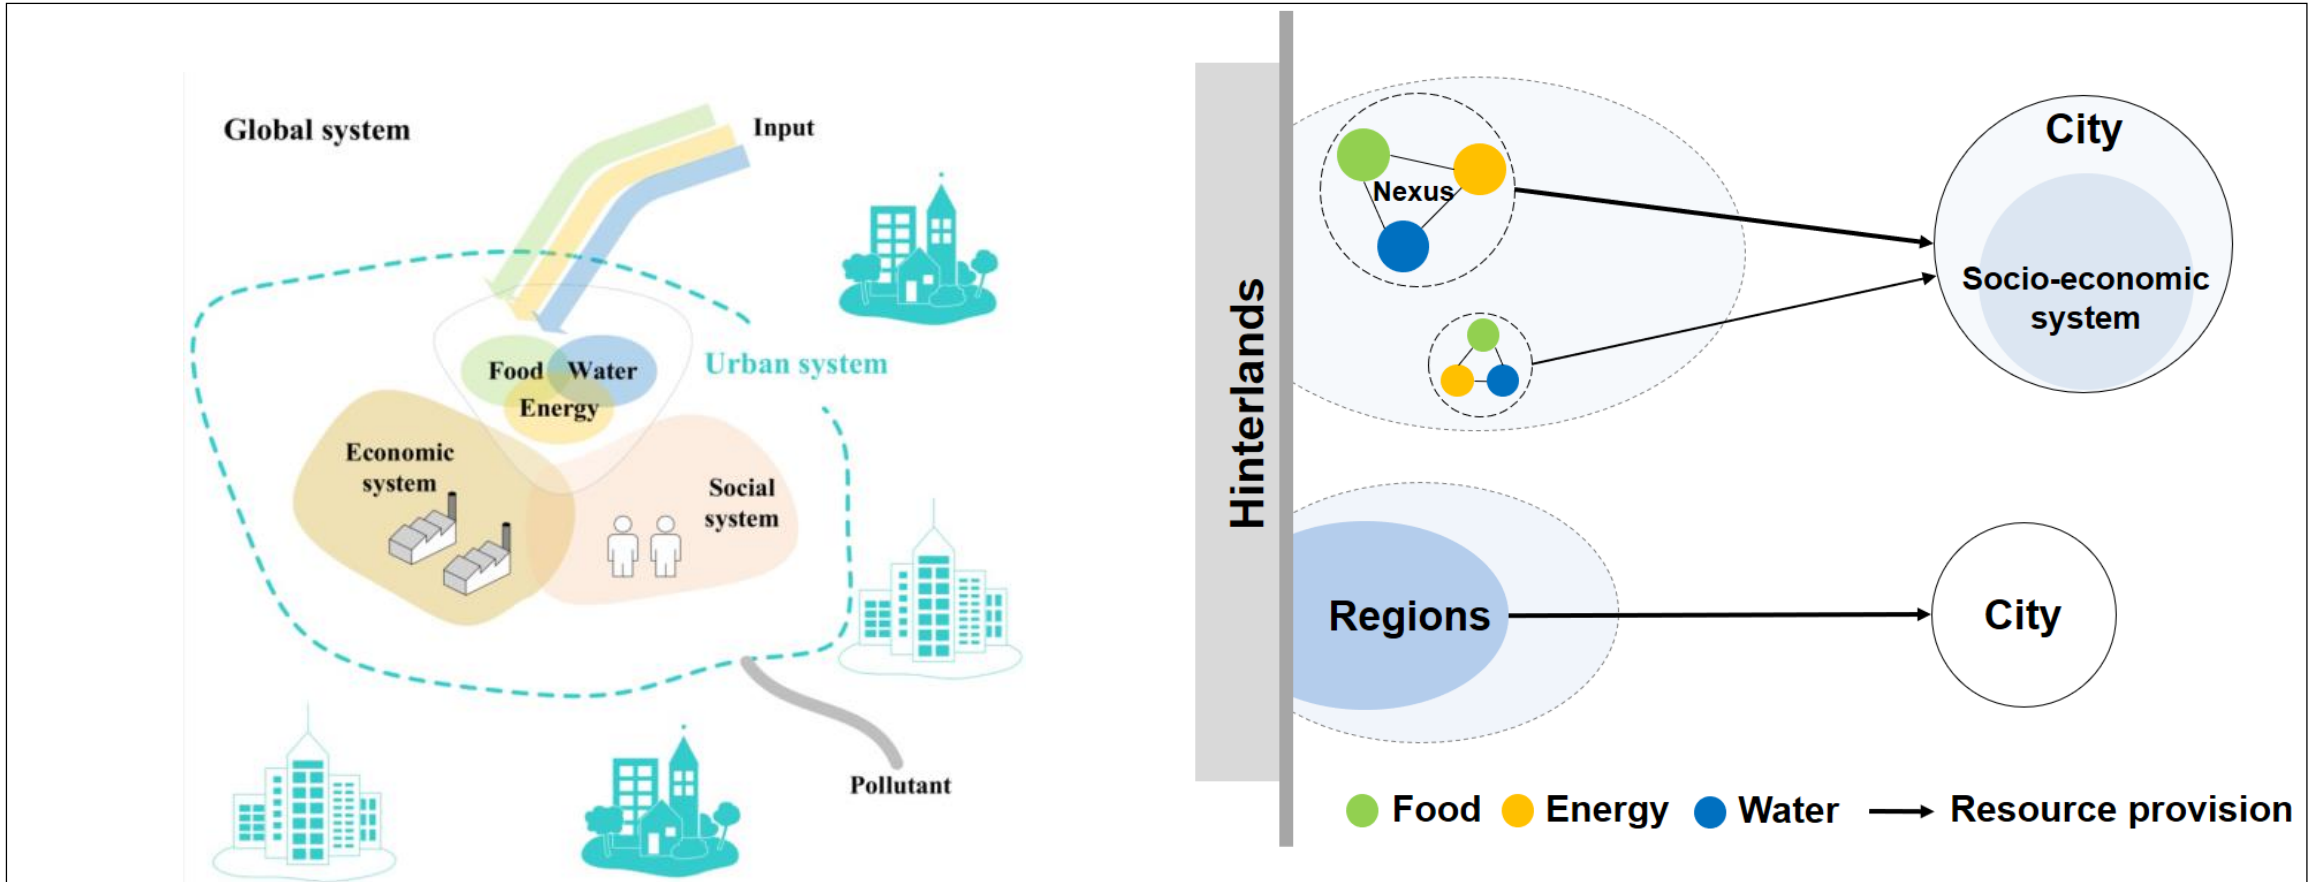 Global system
Input
Food Water
Energy
Urban system
Economic
system
Social
system
Pollutant
Hinterlands
Nexus
City
Socio-economic
system
Regions
City
Food Energy Water Resource provision